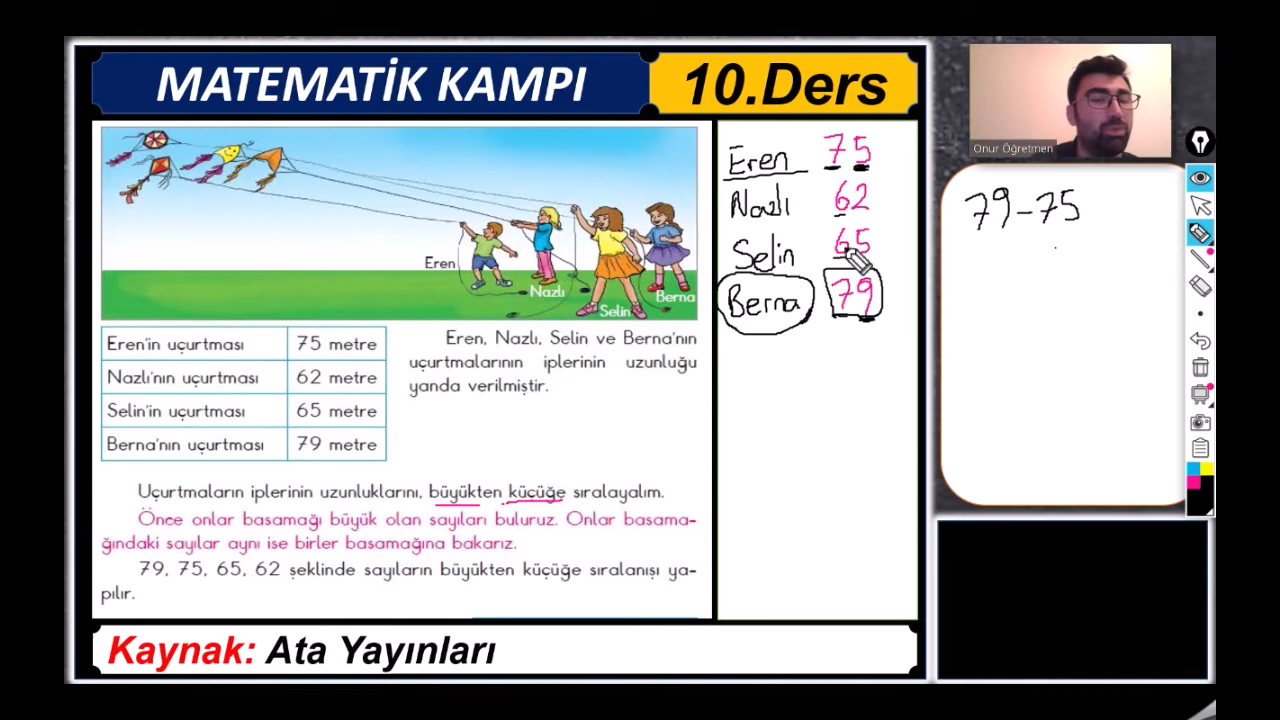 MATEMATİK KAMPI
10.Ders
Eren
Nazlı
Selin
Berna
Eren'in uçurtması 75 metre
Nazlı'nın uçurtması 62 metre
Selin'in uçurtması 65 metre
Berna'nın uçurtması 79 metre
Eren, Nazlı, Selin ve Berna'nın
uçurtmalarının iplerinin uzunluğu
yanda verilmiştir.
Uçurtmaların iplerinin uzunluklarını, büyükten küçüğe sıralayalım.
Önce onlar basamağı büyük olan sayıları buluruz. Onlar basama-
ğındaki sayılar aynı ise birler basamağına bakarız.
79, 75, 65, 62 şeklinde sayıların büyükten küçüğe sıralanışı ya-
pılır.
Eren 75
Nazlı 62
Selin 65
Berna 79
Onur Öğretmen
79-75
Kaynak: Ata Yayınları